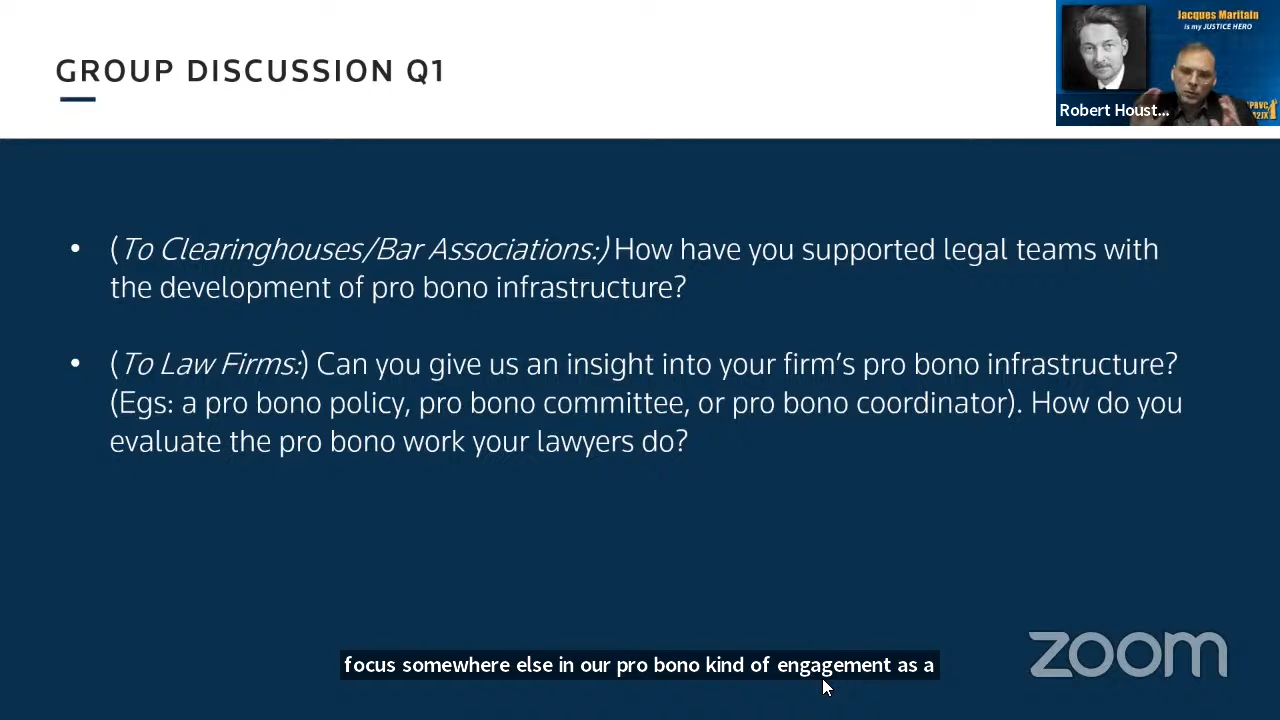 GROUP DISCUSSION Q1
Jacques Maritain
is my JUSTICE HERO
Robert Houst...
• (To Clearinghouses/Bar Associations:) How have you supported legal teams with
the development of pro bono infrastructure?
• (To Law Firms:) Can you give us an insight into your firm's pro bono infrastructure?
(Egs: a pro bono policy, pro bono committee, or pro bono coordinator). How do you
evaluate the pro bono work your lawyers do?
focus somewhere else in our pro bono kind of engagement as a
zoom